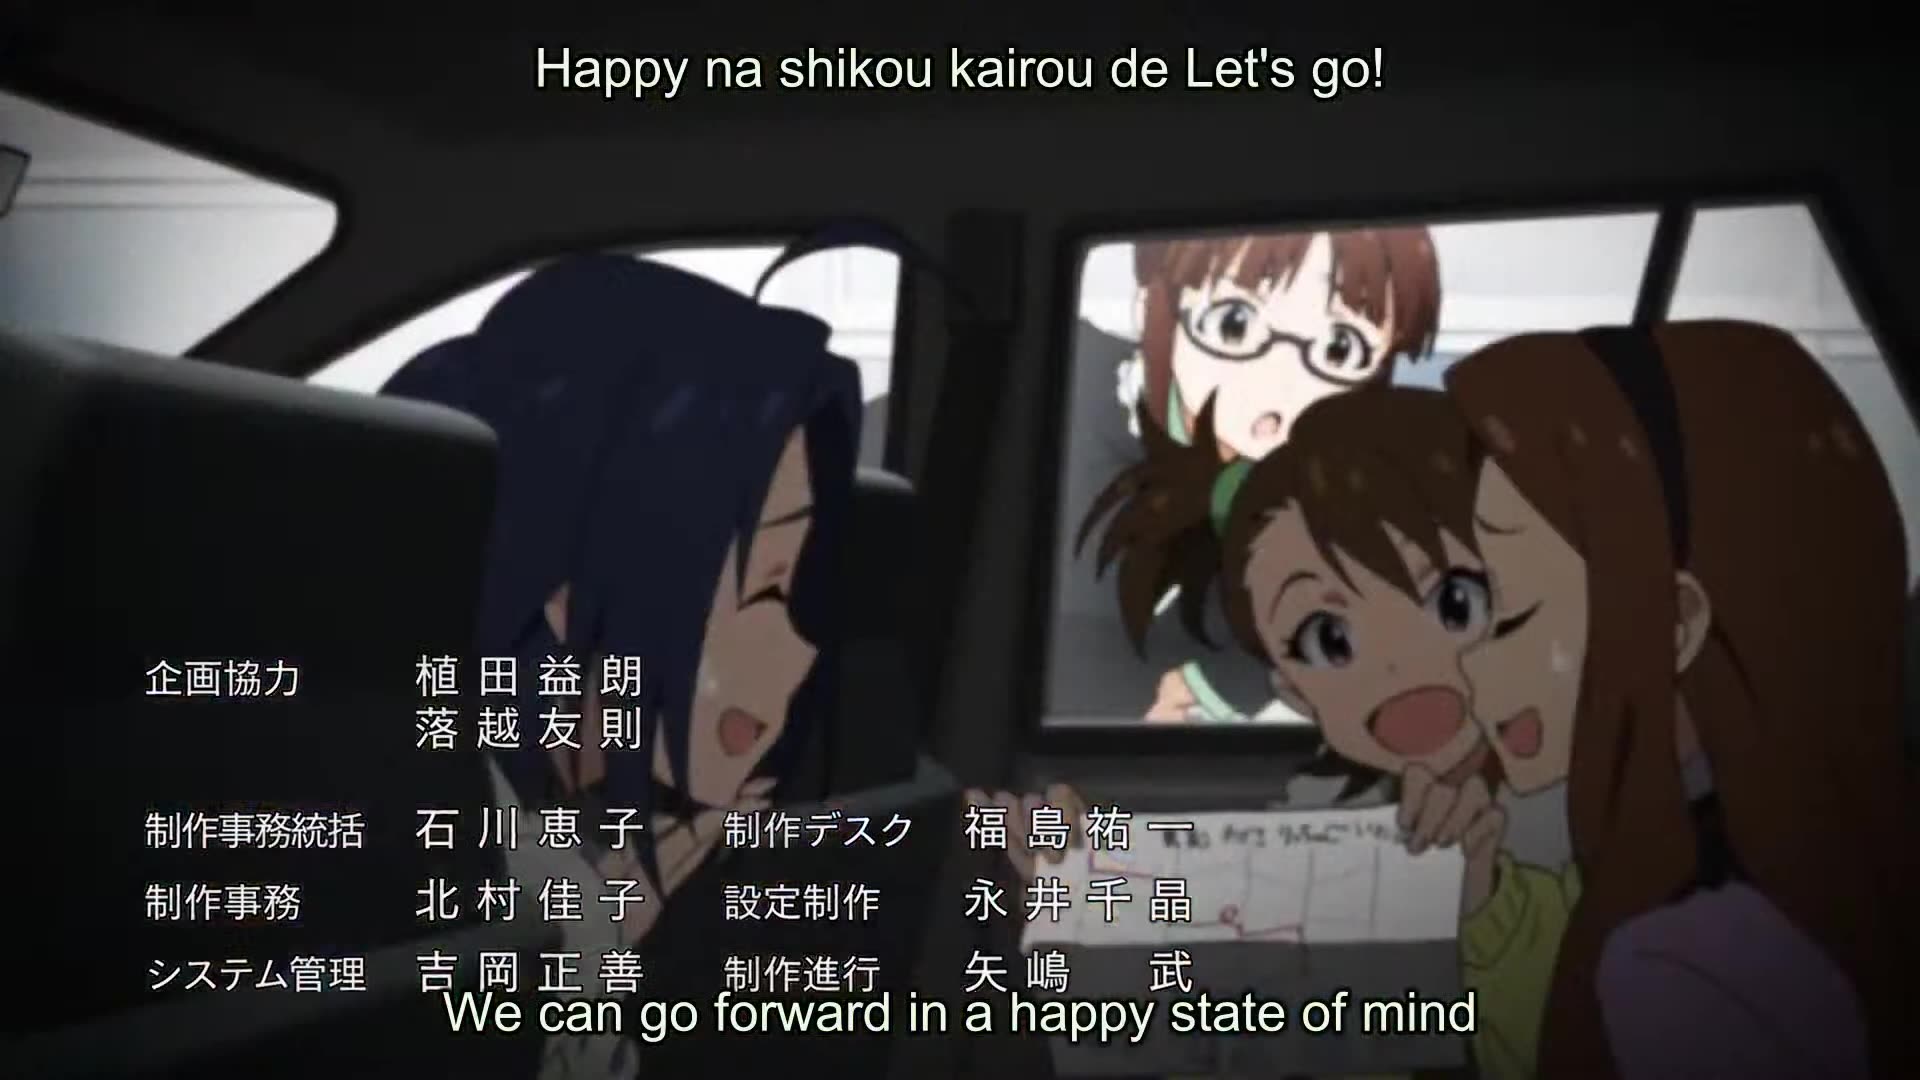 Happy na shikou kairou de Let's go!
企画協力 植田益朗
落越友則
制作事務統括 石川恵子 制作デスク 福島祐一
制作事務 北村佳子 設定制作 永井千晶
システム管理 吉岡正善 制作進行 矢嶋 武
We can go forward in a happy state of mind